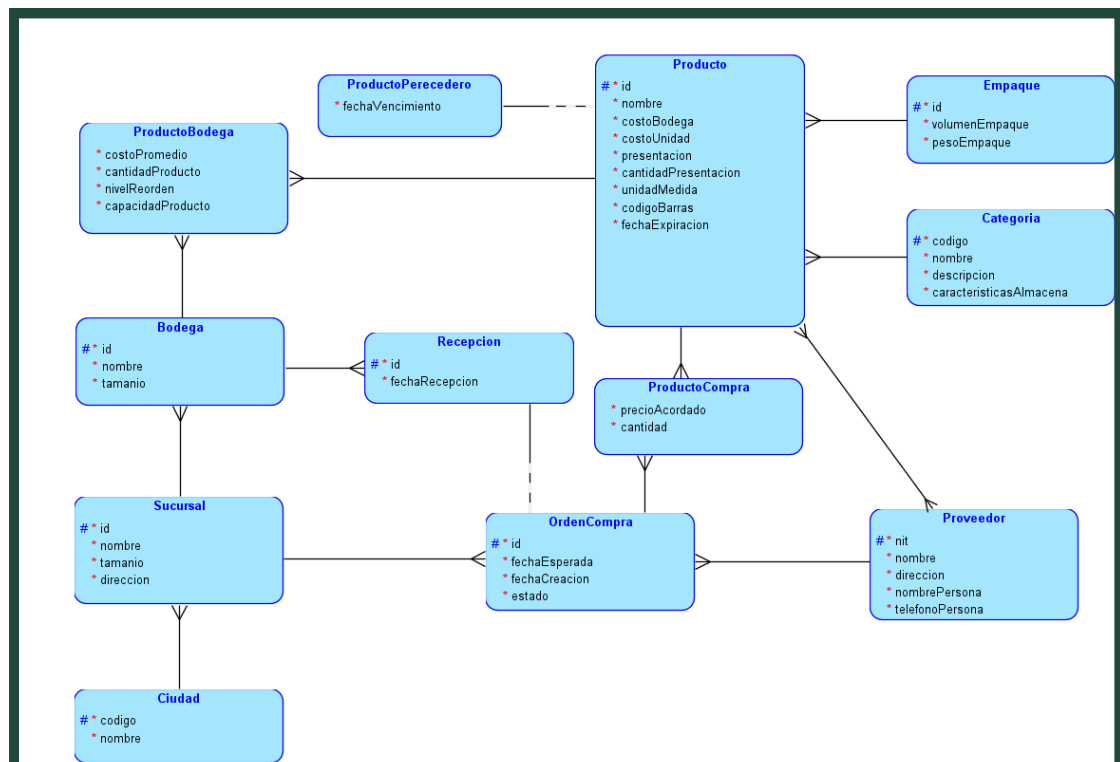 Producto
# * id
* nombre
* costoBodega
* costoUnidad
* presentacion
* cantidadPresentacion
* unidadMedida
* codigoBarras
* fechaExpiracion
ProductoPerecedero
* fechaVencimiento
Empaque
# * id
* volumenEmpaque
* pesoEmpaque
ProductoBodega
* costoPromedio
* cantidadProducto
* nivelReorden
* capacidadProducto
Categoria
# * codigo
* nombre
* descripcion
* caracteristicasAlmacena
Bodega
# * id
* nombre
* tamanio
Recepcion
# * id
* fechaRecepcion
ProductoCompra
* precioAcordado
* cantidad
Sucursal
# * id
* nombre
* tamanio
* direccion
OrdenCompra
# * id
* fechaEsperada
* fechaCreacion
* estado
Proveedor
# * nit
* nombre
* direccion
* nombrePersona
* telefonoPersona
Ciudad
# * codigo
* nombre